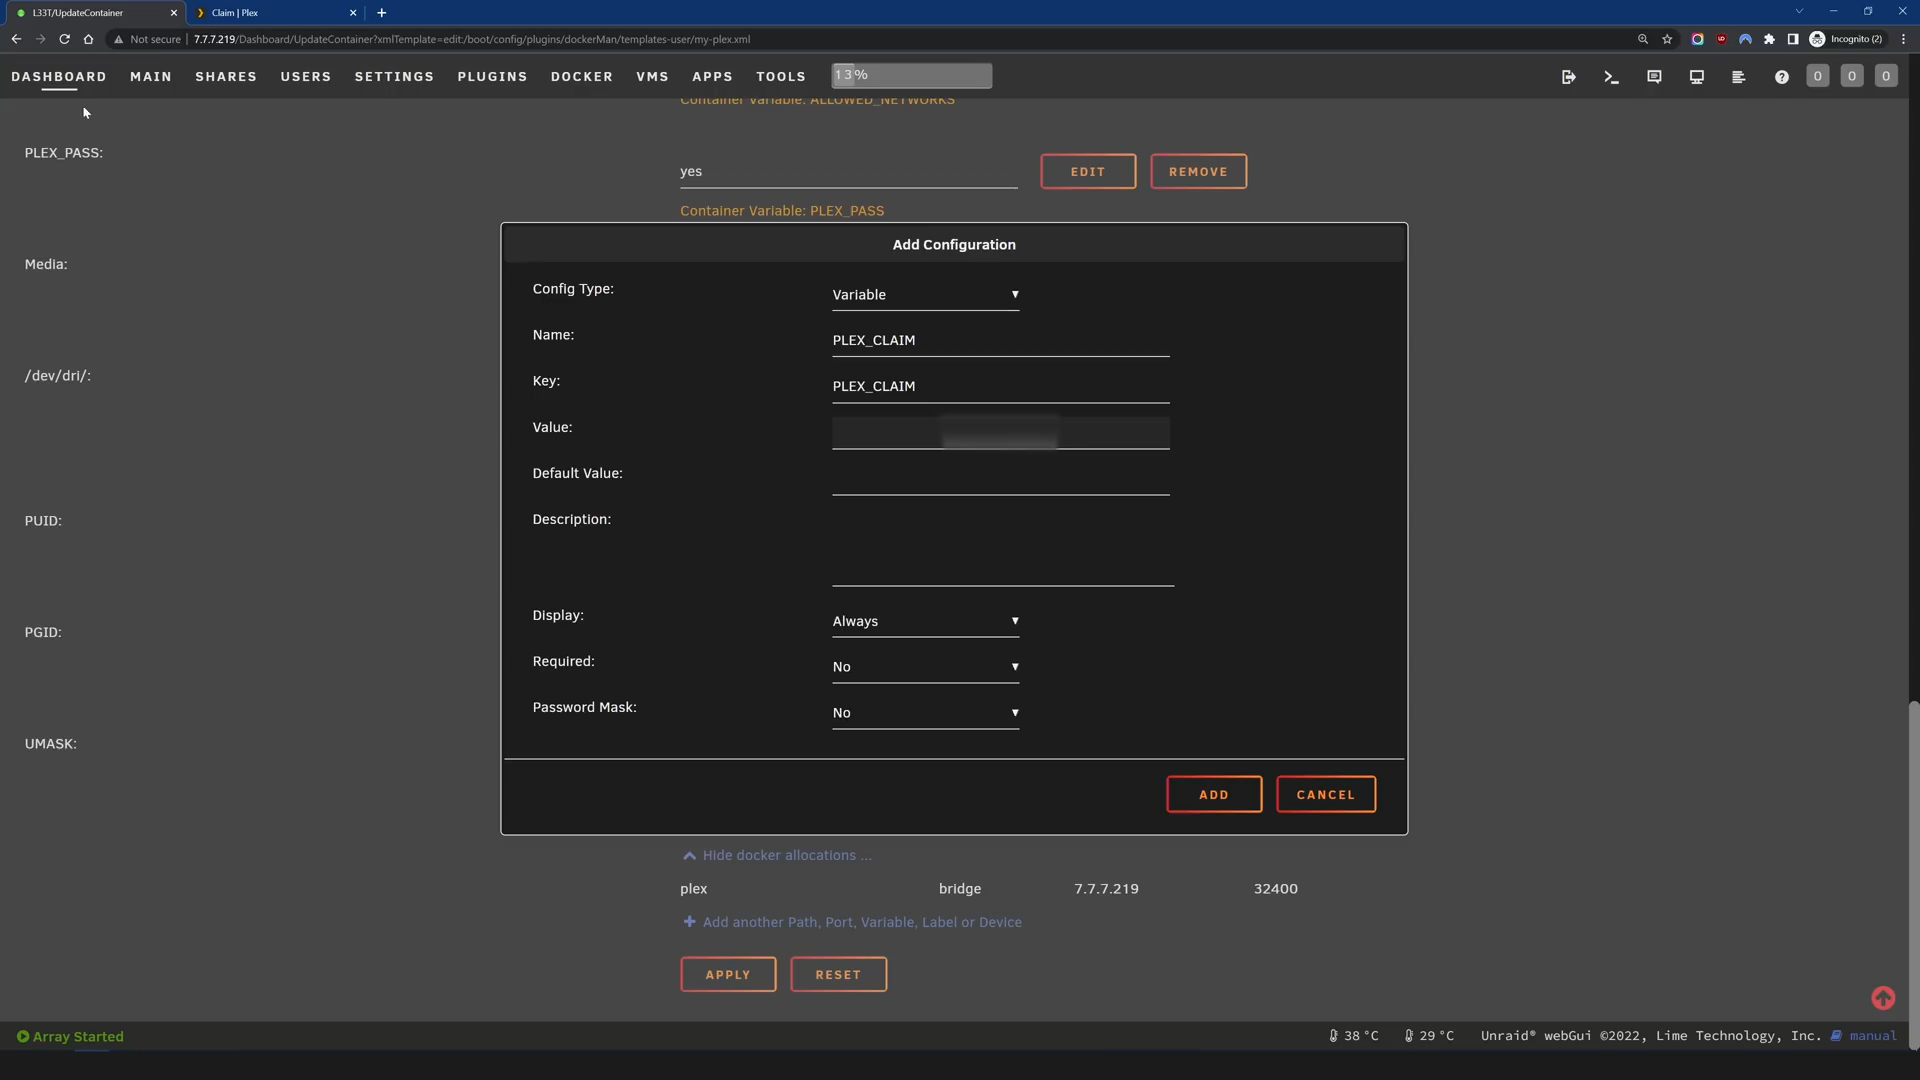 L33T/UpdateContainer
Claim | Plex
Not secure
7.7.7.219/Dashboard/UpdateContainer?xmlTemplate=edit:/boot/config/plugins/dockerMan/templates-user/my-plex.xml
Incognito (2)
DASHBOARD MAIN SHARES USERS SETTINGS PLUGINS DOCKER VMS APPS TOOLS 13% 0 0 0
Container Variable: ALLOWED_NETWORKS
PLEX_PASS:
yes EDIT REMOVE
Container Variable: PLEX_PASS
Media:
/dev/dri/:
PUID:
PGID:
UMASK:
Add Configuration
Config Type: Variable
Name: PLEX_CLAIM
Key: PLEX_CLAIM
Value:
Default Value:
Description:
Display: Always
Required: No
Password Mask: No
ADD CANCEL
Hide docker allocations ...
plex bridge 7.7.7.219 32400
Add another Path, Port, Variable, Label or Device
APPLY RESET
Array Started 38 °C 29 °C Unraid® webGui ©2022, Lime Technology, Inc. manual